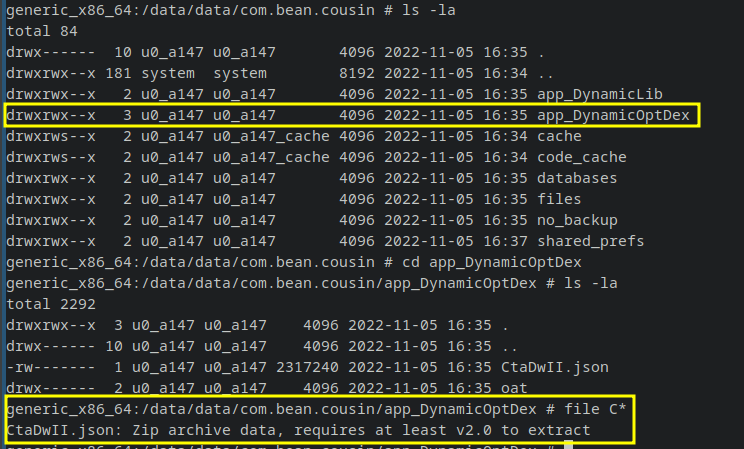 generic_x86_64:/data/data/com.bean.cousin # ls -la
total 84
drwx------  10 u0_a147 u0_a147       4096 2022-11-05 16:35 .
drwxrwx--x 181 system  system        8192 2022-11-05 16:34 ..
drwxrwx--x   2 u0_a147 u0_a147       4096 2022-11-05 16:35 app_DynamicLib
drwxrwx--x   3 u0_a147 u0_a147       4096 2022-11-05 16:35 app_DynamicOptDex
drwxrws--x   2 u0_a147 u0_a147_cache 4096 2022-11-05 16:34 cache
drwxrws--x   2 u0_a147 u0_a147_cache 4096 2022-11-05 16:34 code_cache
drwxrwx--x   2 u0_a147 u0_a147       4096 2022-11-05 16:35 databases
drwxrwx--x   2 u0_a147 u0_a147       4096 2022-11-05 16:35 files
drwxrwx--x   2 u0_a147 u0_a147       4096 2022-11-05 16:35 no_backup
drwxrwx--x   2 u0_a147 u0_a147       4096 2022-11-05 16:37 shared_prefs
generic_x86_64:/data/data/com.bean.cousin # cd app_DynamicOptDex
generic_x86_64:/data/data/com.bean.cousin/app_DynamicOptDex # ls -la
total 2292
drwxrwx--x  3 u0_a147 u0_a147    4096 2022-11-05 16:35 .
drwx------ 10 u0_a147 u0_a147    4096 2022-11-05 16:35 ..
-rw-------  1 u0_a147 u0_a147 2317240 2022-11-05 16:35 CtaDwII.json
drwx------  2 u0_a147 u0_a147    4096 2022-11-05 16:35 oat
generic_x86_64:/data/data/com.bean.cousin/app_DynamicOptDex # file C*
CtaDwII.json: Zip archive data, requires at least v2.0 to extract
generic_x86_64:/data/data/com.bean.cousin/app_DynamicOptDex #